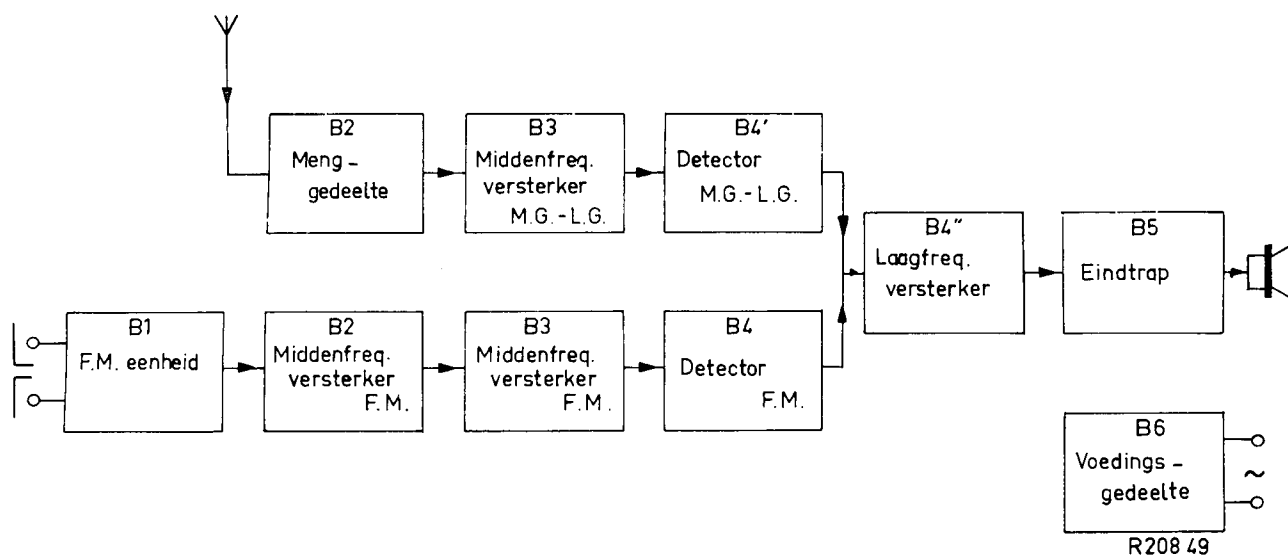 B2
Meng-
gedeelte
B3
Middenfreq.
versterker
M.G.-L.G.
B4'
Detector
M.G.-L.G.
B4"
Laagfreq.
versterker
B5
Eindtrap
B1
F.M. eenheid
B2
Middenfreq.
versterker
F.M.
B3
Middenfreq.
versterker
F.M.
B4
Detector
F.M.
B6
Voedings-
gedeelte
~
R208 49